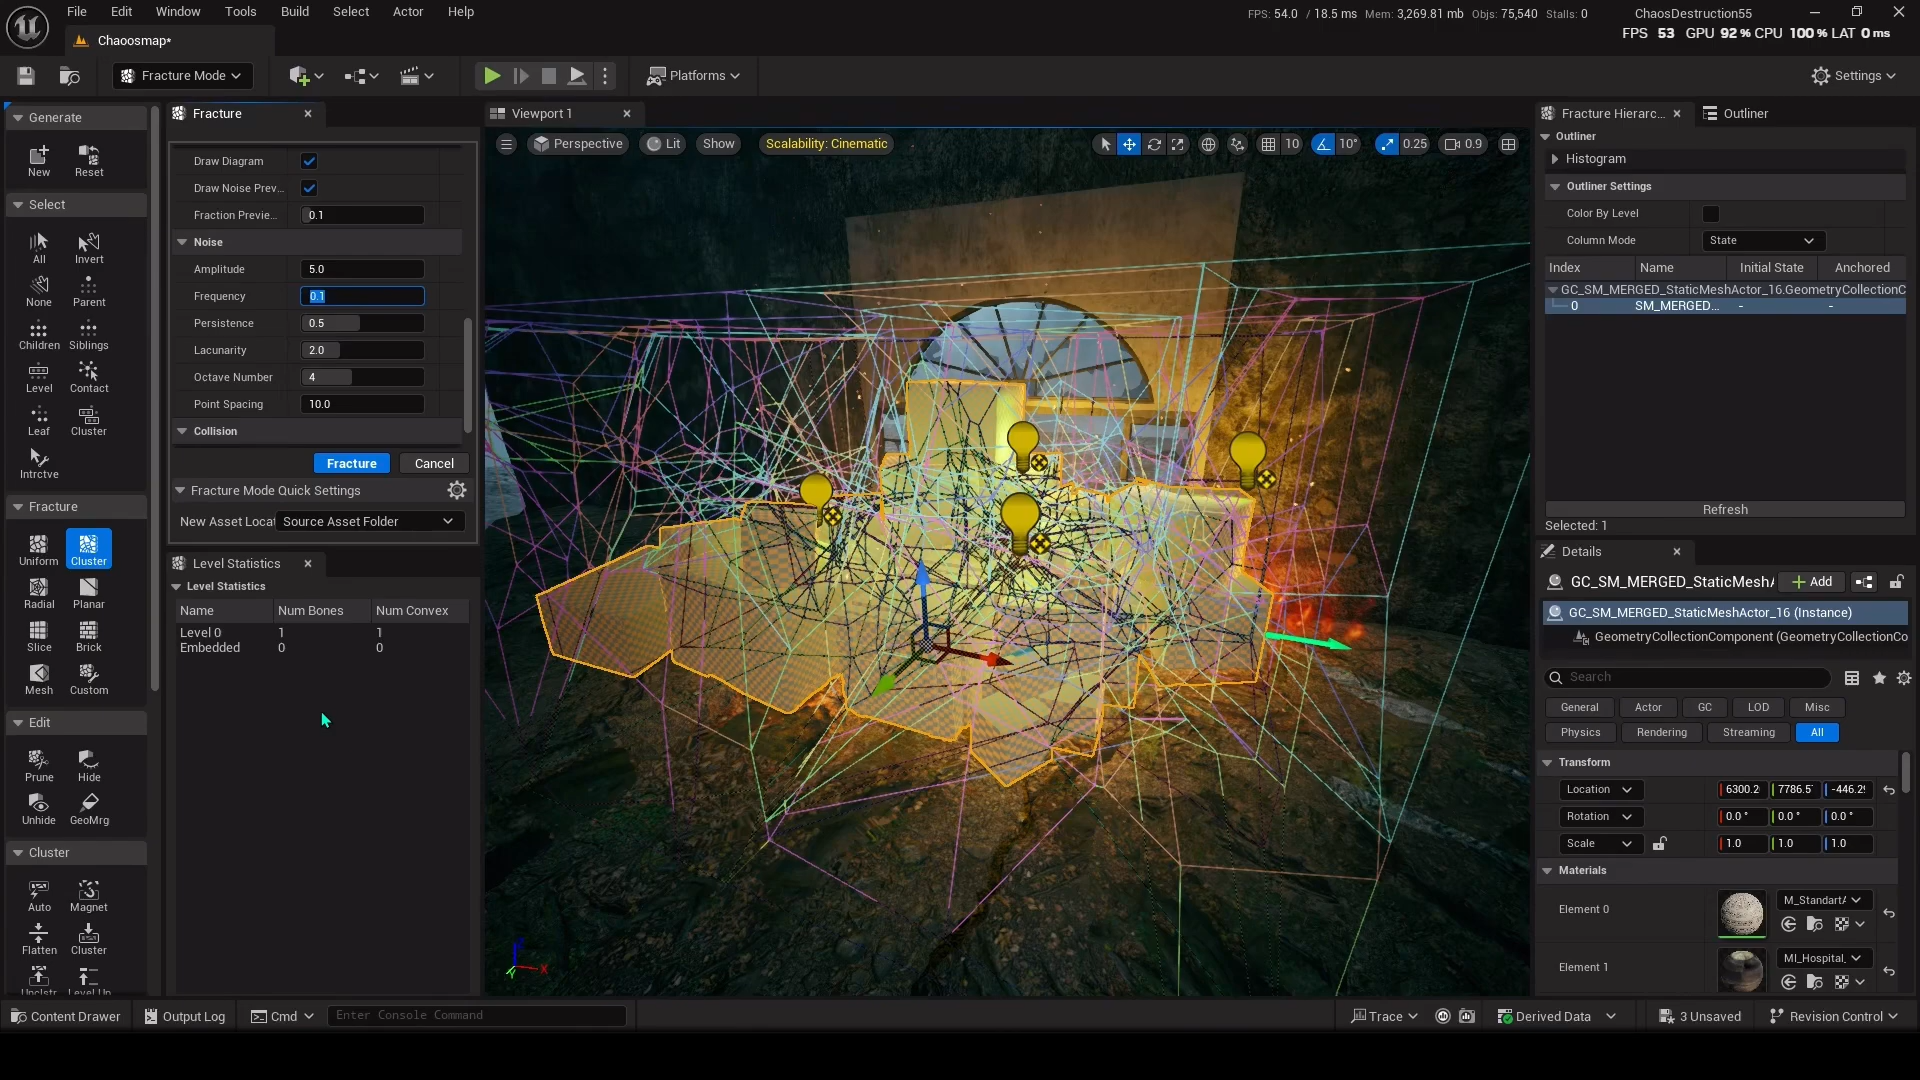 File Edit Window Tools Build Select Actor Help
FPS: 54.0 / 18.5 ms Mem: 3,269.81 mb Objs: 75,540 Stalls: 0 ChaosDestruction55
FPS 53 GPU 92 % CPU 100 % LAT 0 ms
Chaoosmap*
Fracture Mode
Platforms
Settings
Generate
New Reset
Select
All Invert
None Parent
Children Siblings
Level Contact
Leaf Cluster
Intrctve
Fracture
Uniform Cluster
Radial Planar
Slice Brick
Mesh Custom
Edit
Prune Hide
Unhide GeoMrg
Cluster
Auto Magnet
Flatten Cluster
Unclstr Level Up
Fracture
Draw Diagram
Draw Noise Prev...
Fraction Previe... 0.1
Noise
Amplitude 5.0
Frequency 0.1
Persistence 0.5
Lacunarity 2.0
Octave Number 4
Point Spacing 10.0
Collision
Fracture Cancel
Fracture Mode Quick Settings
New Asset Locat Source Asset Folder
Level Statistics
Level Statistics
Name Num Bones Num Convex
Level 0 1 1
Embedded 0 0
Viewport 1
Perspective Lit Show Scalability: Cinematic
10 10° 0.25 0.9
Z
X
Y
Fracture Hierarc... Outliner
Outliner
Histogram
Outliner Settings
Color By Level
Column Mode State
Index Name Initial State Anchored
GC_SM_MERGED_StaticMeshActor_16.GeometryCollectionC
0 SM_MERGED... - -
Refresh
Selected: 1
Details
GC_SM_MERGED_StaticMeshA Add
GC_SM_MERGED_StaticMeshActor_16 (Instance)
GeometryCollectionComponent (GeometryCollectionCo
Search
General Actor GC LOD Misc
Physics Rendering Streaming All
Transform
Location 6300.2 7786.5 -446.2
Rotation 0.0 ° 0.0 ° 0.0 °
Scale 1.0 1.0 1.0
Materials
Element 0 M_StandartA
Element 1 MI_Hospital_
Content Drawer Output Log Cmd Enter Console Command Trace Derived Data 3 Unsaved Revision Control